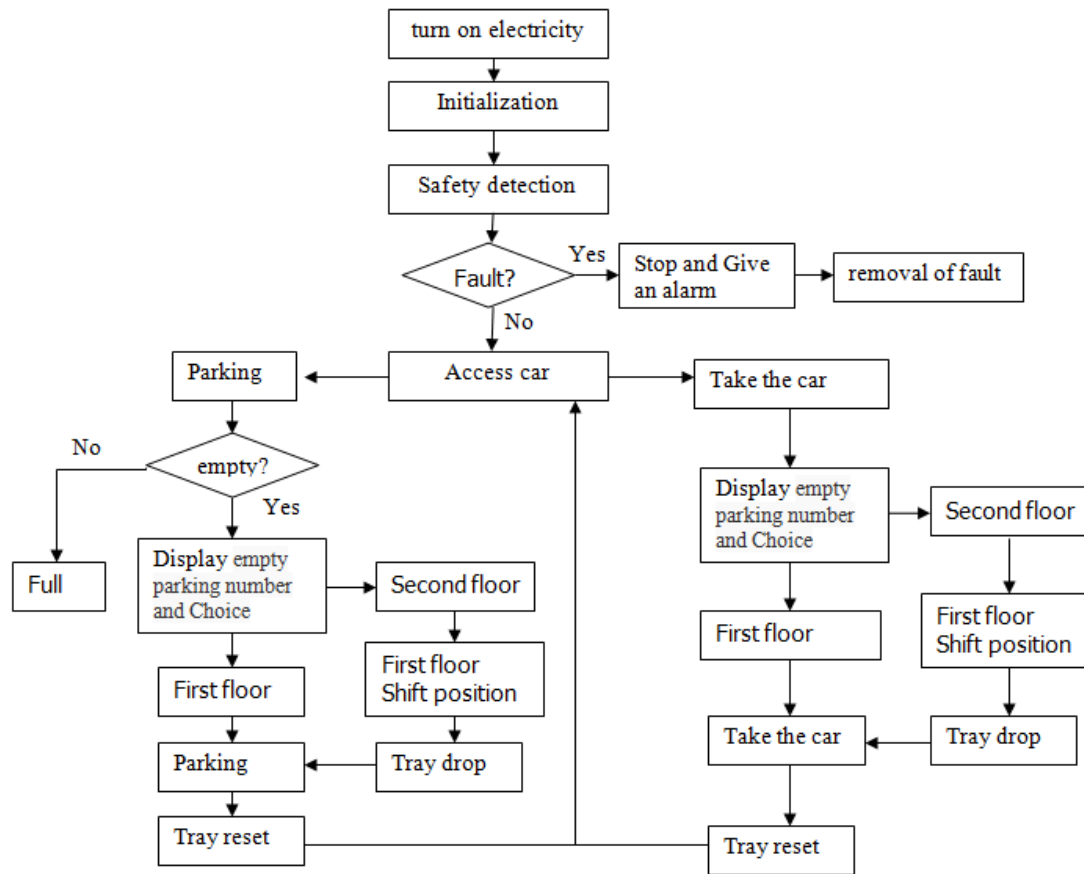 turn on electricity
Initialization
Safety detection
Fault?
Yes
Stop and Give
an alarm
removal of fault
No
Parking
Access car
Take the car
No
empty?
Yes
Full
Display empty
parking number
and Choice
Second floor
First floor
Shift position
First floor
Parking
Tray drop
Tray reset
Display empty
parking number
and Choice
Second floor
First floor
First floor
Shift position
Take the car
Tray drop
Tray reset